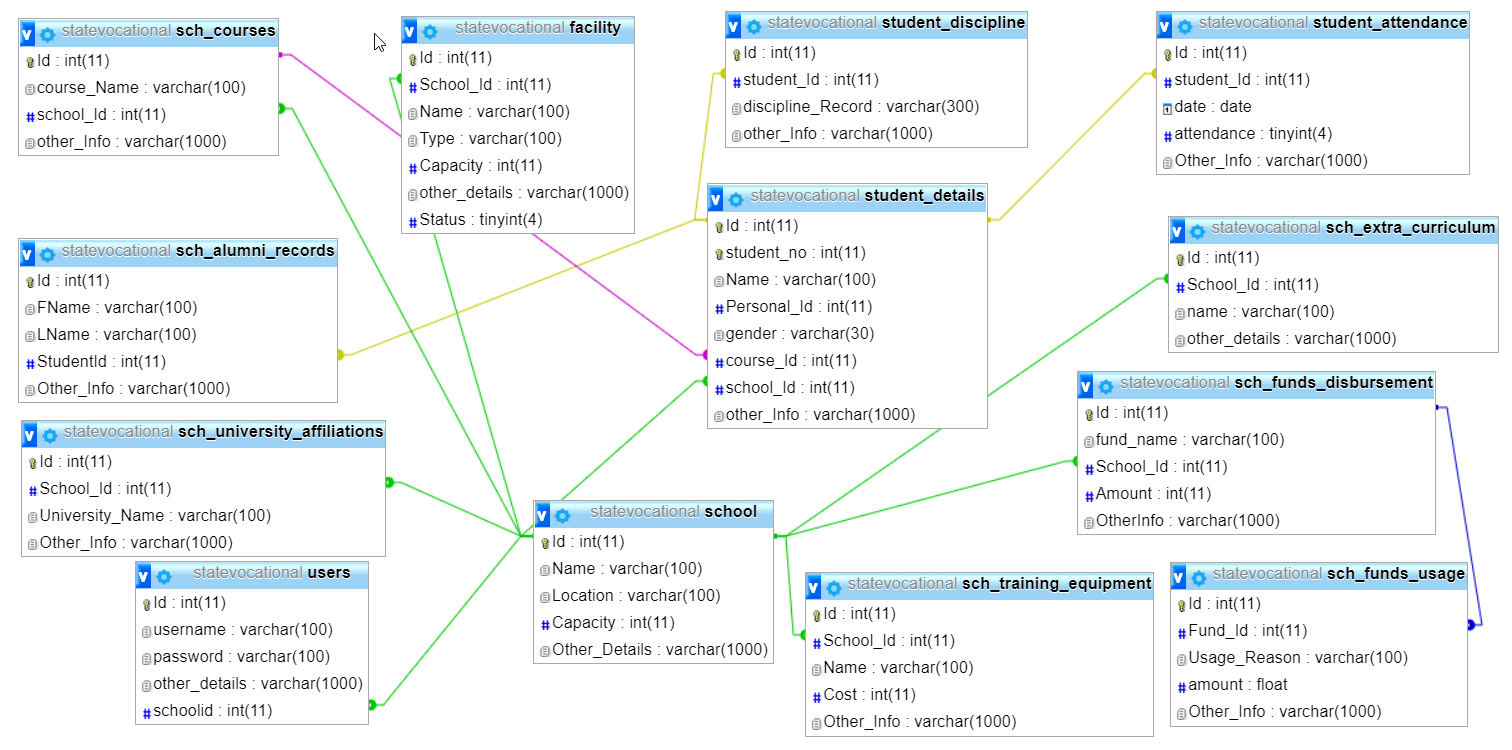 statevocational sch_courses
Id : int(11)
course_Name : varchar(100)
school_Id : int(11)
other_Info : varchar(1000)
statevocational facility
Id : int(11)
School_Id : int(11)
Name : varchar(100)
Type : varchar(100)
Capacity : int(11)
other_details : varchar(1000)
Status : tinyint(4)
statevocational student_discipline
Id : int(11)
student_Id : int(11)
discipline_Record : varchar(300)
other_Info : varchar(1000)
statevocational student_attendance
Id : int(11)
student_Id : int(11)
date : date
attendance : tinyint(4)
Other_Info : varchar(1000)
statevocational sch_alumni_records
Id : int(11)
FName : varchar(100)
LName : varchar(100)
StudentId : int(11)
Other_Info : varchar(1000)
statevocational student_details
Id : int(11)
student_no : int(11)
Name : varchar(100)
Personal_Id : int(11)
gender : varchar(30)
course_Id : int(11)
school_Id : int(11)
other_Info : varchar(1000)
statevocational sch_extra_curriculum
Id : int(11)
School_Id : int(11)
name : varchar(100)
other_details : varchar(1000)
statevocational sch_funds_disbursement
Id : int(11)
fund_name : varchar(100)
School_Id : int(11)
Amount : int(11)
OtherInfo : varchar(1000)
statevocational sch_university_affiliations
Id : int(11)
School_Id : int(11)
University_Name : varchar(100)
Other_Info : varchar(1000)
statevocational school
Id : int(11)
Name : varchar(100)
Location : varchar(100)
Capacity : int(11)
Other_Details : varchar(1000)
statevocational users
Id : int(11)
username : varchar(100)
password : varchar(100)
other_details : varchar(1000)
schoolid : int(11)
statevocational sch_training_equipment
Id : int(11)
School_Id : int(11)
Name : varchar(100)
Cost : int(11)
Other_Info : varchar(1000)
statevocational sch_funds_usage
Id : int(11)
Fund_Id : int(11)
Usage_Reason : varchar(100)
amount : float
Other_Info : varchar(1000)